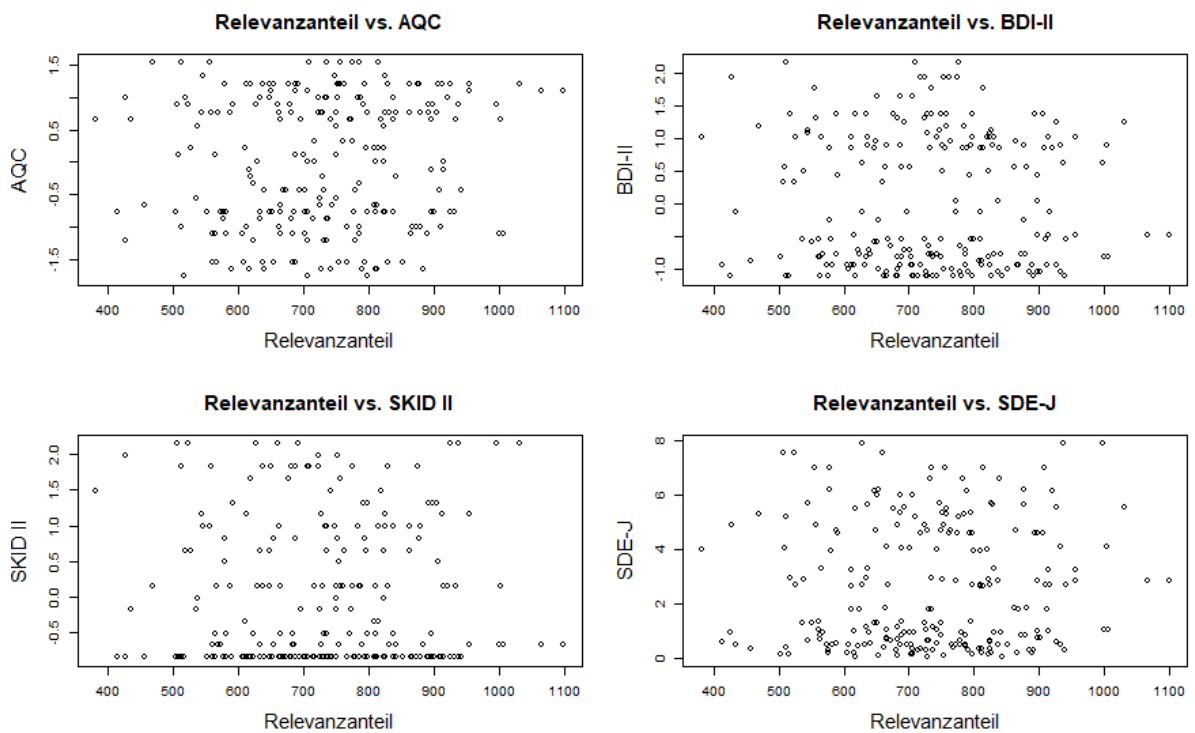 Relevanzanteil vs. AQC
AQC
1.5
0.5
-0.5
-1.5
400 500 600 700 800 900 1000 1100
Relevanzanteil
Relevanzanteil vs. BDI-II
BDI-II
2.0
1.5
1.0
0.5
0.0
-1.0
400 500 600 700 800 900 1000 1100
Relevanzanteil
Relevanzanteil vs. SKID II
SKID II
2.0
1.5
1.0
0.5
0.0
-0.5
400 500 600 700 800 900 1000 1100
Relevanzanteil
Relevanzanteil vs. SDE-J
SDE-J
8
6
4
2
0
400 500 600 700 800 900 1000 1100
Relevanzanteil